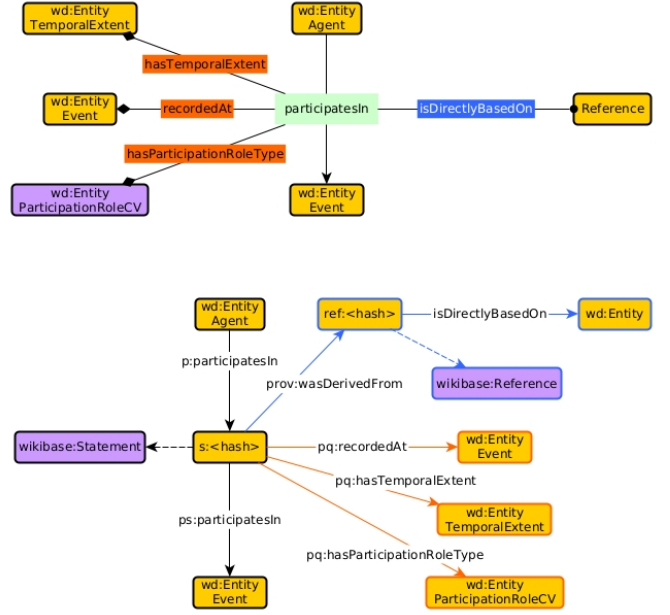 wd:Entity
TemporalExtent
wd:Entity
Agent
hasTemporalExtent
wd:Entity
Event
recordedAt
participatesIn
isDirectlyBasedOn
Reference
hasParticipationRoleType
wd:Entity
ParticipationRoleCV
wd:Entity
Event
wd:Entity
Agent
ref:<hash>
isDirectlyBasedOn
wd:Entity
p:participatesIn
prov:wasDerivedFrom
wikibase:Reference
wikibase:Statement
s:<hash>
pq:recordedAt
wd:Entity
Event
pq:hasTemporalExtent
wd:Entity
TemporalExtent
ps:participatesIn
pq:hasParticipationRoleType
wd:Entity
Event
wd:Entity
ParticipationRoleCV